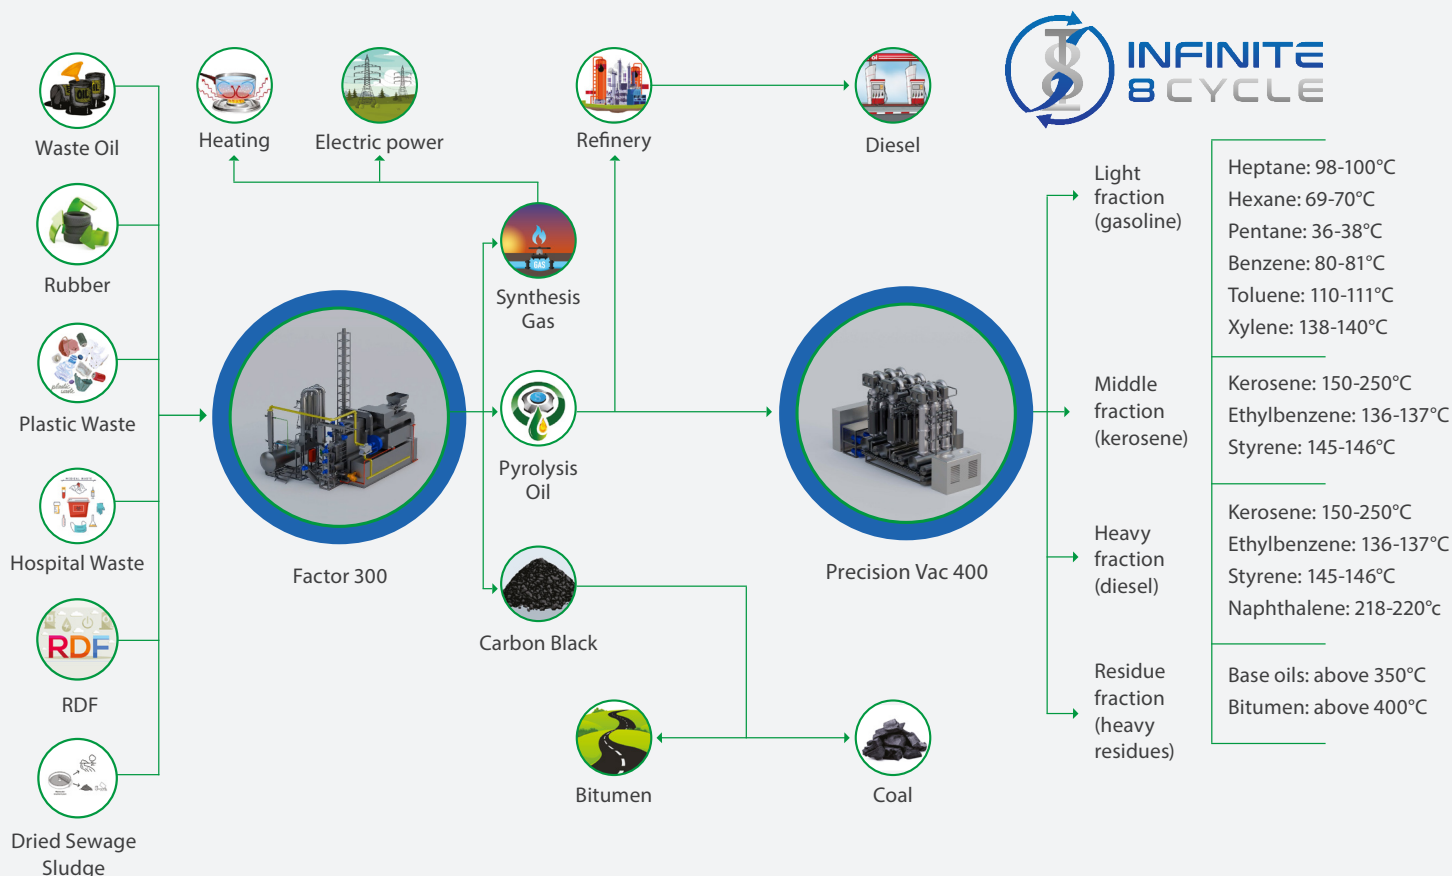 INFINITE
8 CYCLE
Waste Oil
Rubber
Plastic Waste
Hospital Waste
RDF
RDF
Dried Sewage
Sludge
Heating
Electric power
Refinery
Diesel
OIL
GAS
Synthesis
Gas
Pyrolysis
Oil
Carbon Black
Factor 300
Precision Vac 400
Bitumen
Coal
Light
fraction
(gasoline)
Heptane: 98-100°C
Hexane: 69-70°C
Pentane: 36-38°C
Benzene: 80-81°C
Toluene: 110-111°C
Xylene: 138-140°C
Middle
fraction
(kerosene)
Kerosene: 150-250°C
Ethylbenzene: 136-137°C
Styrene: 145-146°C
Heavy
fraction
(diesel)
Kerosene: 150-250°C
Ethylbenzene: 136-137°C
Styrene: 145-146°C
Naphthalene: 218-220°c
Residue
fraction
(heavy
residues)
Base oils: above 350°C
Bitumen: above 400°C